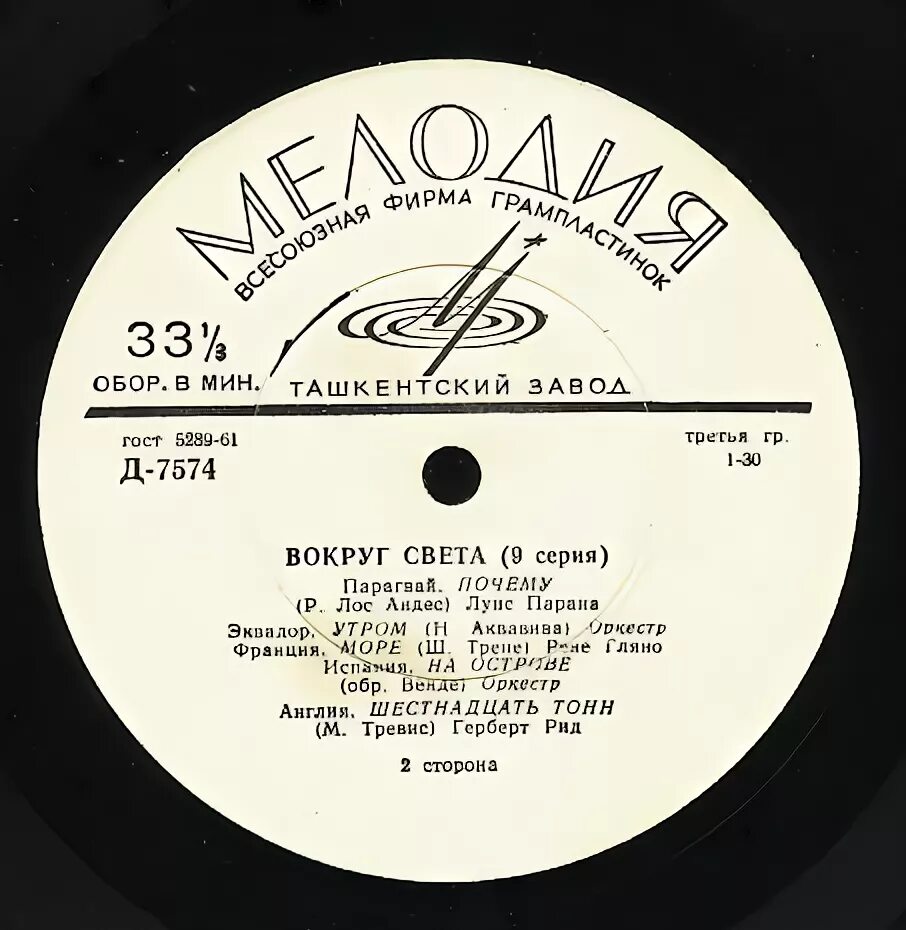 МЕЛОДИЯ
ВСЕСОЮЗНАЯ ФИРМА ГРАМПЛАСТИНОК
33⅓
ОБОР. В МИН.
ТАШКЕНТСКИЙ ЗАВОД
гост 5289-61
третья гр.
Д-7574
1-30
ВОКРУГ СВЕТА (9 серия)
Парагвай. ПОЧЕМУ
(Р. Лос Андес) Луис Парана
Эквалор, УТРОМ (Н Аквавива) Оркестр
Франция, МОРЕ (Ш. Трене) Рене Гляно
Испания, НА ОСТРОВЕ
(обр. Венде) Оркестр
Англия, ШЕСТНАДЦАТЬ ТОНН
(М. Тревис) Герберт Рид
2 сторона